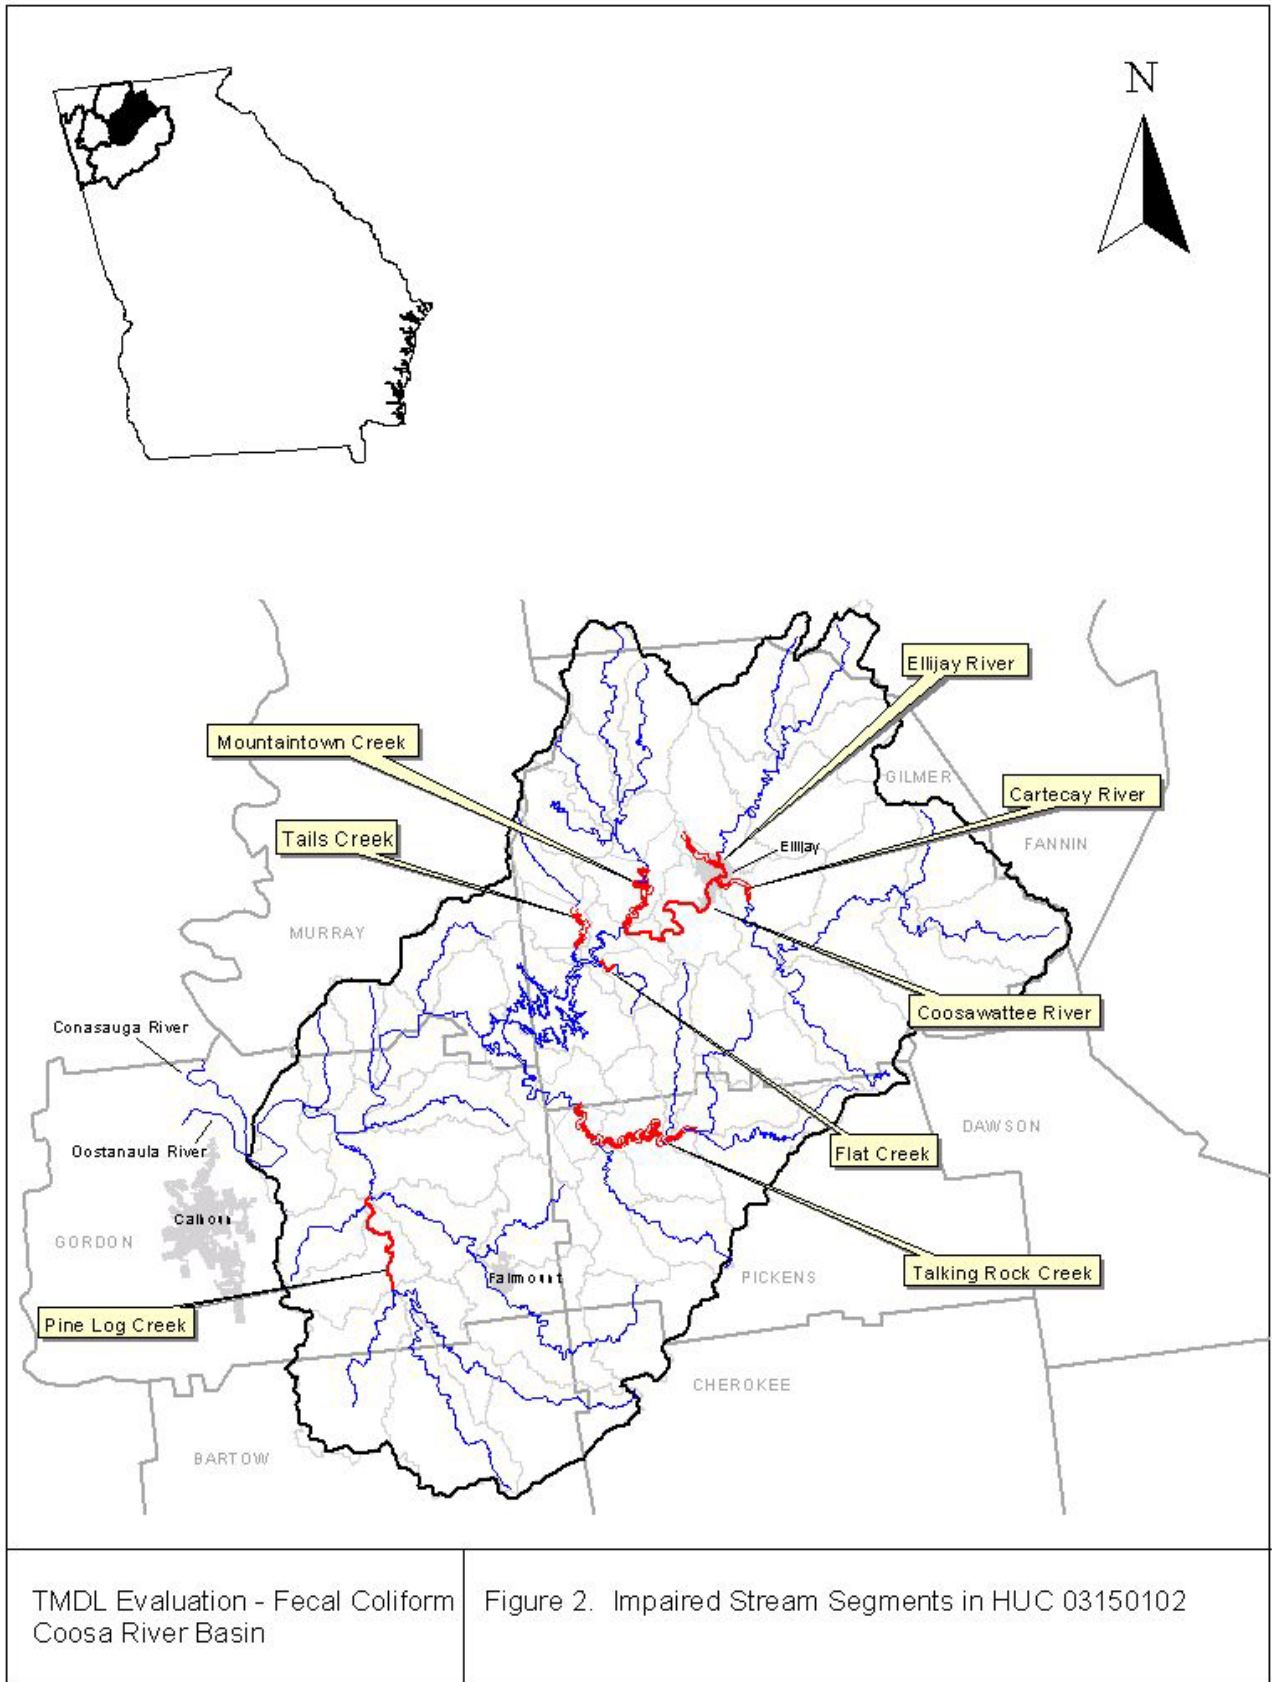 N
Ellijay River
Mountaintown Creek
GILMER
Cartecay River
Tails Creek
Ellijay
FANNIN
MURRAY
Coosawattee River
Conasauga River
DAWSON
Oostanaula River
Flat Creek
Calhoun
GORDON
Talking Rock Creek
Fairmount
PICKENS
Pine Log Creek
CHEROKEE
BARTOW
TMDL Evaluation - Fecal Coliform
Coosa River Basin
Figure 2. Impaired Stream Segments in HUC 03150102